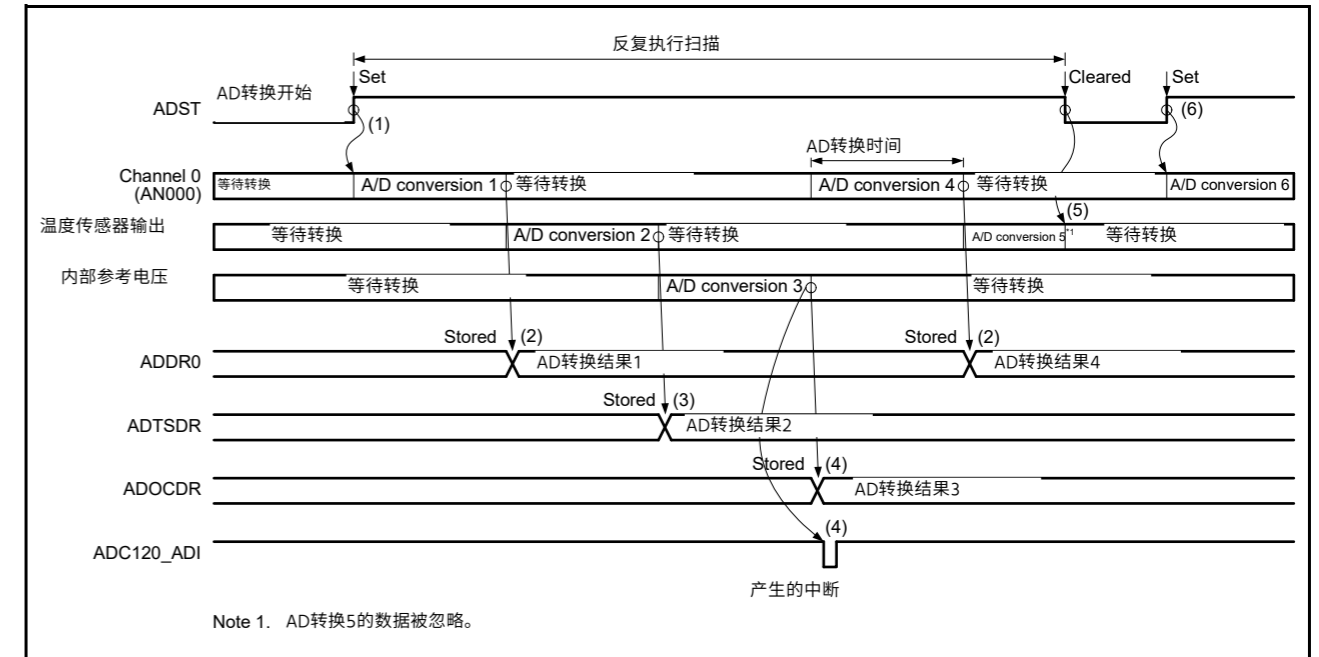 反复执行扫描
Set
Cleared
Set
AD转换开始
ADST
(1)
(6)
AD转换时间
Channel 0
(AN000)
等待转换
A/D conversion 1
等待转换
A/D conversion 4
等待转换
A/D conversion 6
(5)
温度传感器输出
等待转换
A/D conversion 2
等待转换
A/D conversion 5*1
等待转换
内部参考电压
等待转换
A/D conversion 3
等待转换
Stored (2)
Stored (2)
ADDR0
AD转换结果1
AD转换结果4
Stored (3)
ADTSDR
AD转换结果2
Stored (4)
ADOCDR
AD转换结果3
(4)
ADC120_ADI
产生的中断
Note 1. AD转换5的数据被忽略。